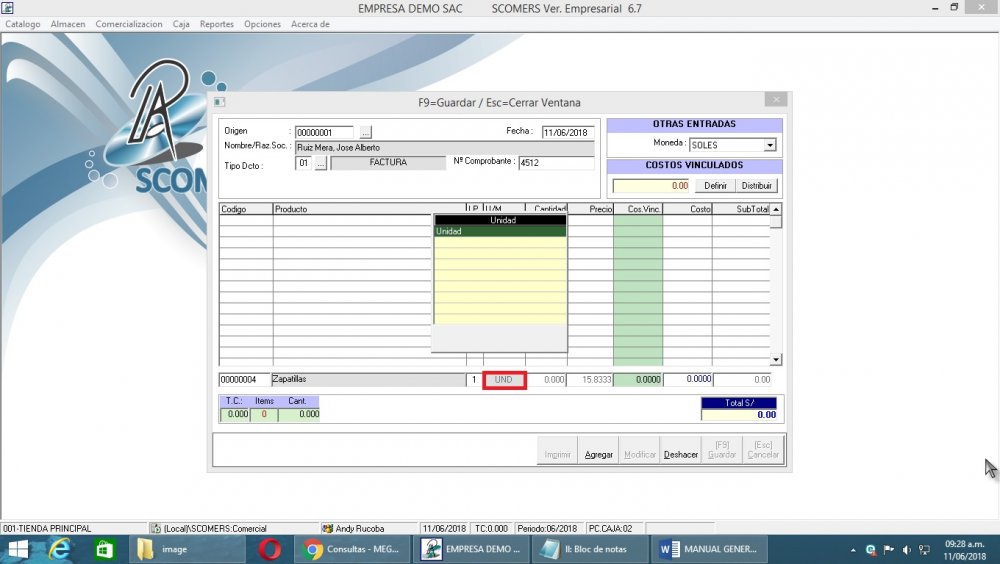 EMPRESA DEMO SAC SCOMERS Ver. Empresarial 6.7
Catalogo Almacen Comercializacion Caja Reportes Opciones Acerca de
SCOM
F9=Guardar / Esc=Cerrar Ventana
Origen : 00000001 ... Fecha : 11/06/2018
Nombre/Raz.Soc. : Ruiz Mera, Jose Alberto
Tipo Dcto : 01 ... FACTURA Nº Comprobante : 4512
OTRAS ENTRADAS
Moneda : SOLES
COSTOS VINCULADOS
0.00 Definir Distribuir
Codigo Producto LP U/M Cantidad Precio Cos.Vinc. Costo SubTotal
Unidad
Unidad
00000004 Zapatillas 1 UND 0.000 15.8333 0.0000 0.0000 0.00
T.C.: Items Cant.
0.000 0 0.000
Total S/
0.00
Imprimir Agregar Modificar Deshacer [F9] Guardar [Esc] Cancelar
001-TIENDA PRINCIPAL (Local)\SCOMERS:Comercial Andy Rucoba 11/06/2018 TC:0.000 Periodo:06/2018 PC.CAJA:02
image Consultas - MEG... EMPRESA DEMO ... II: Bloc de notas MANUAL GENER...
09:28 a.m.
11/06/2018